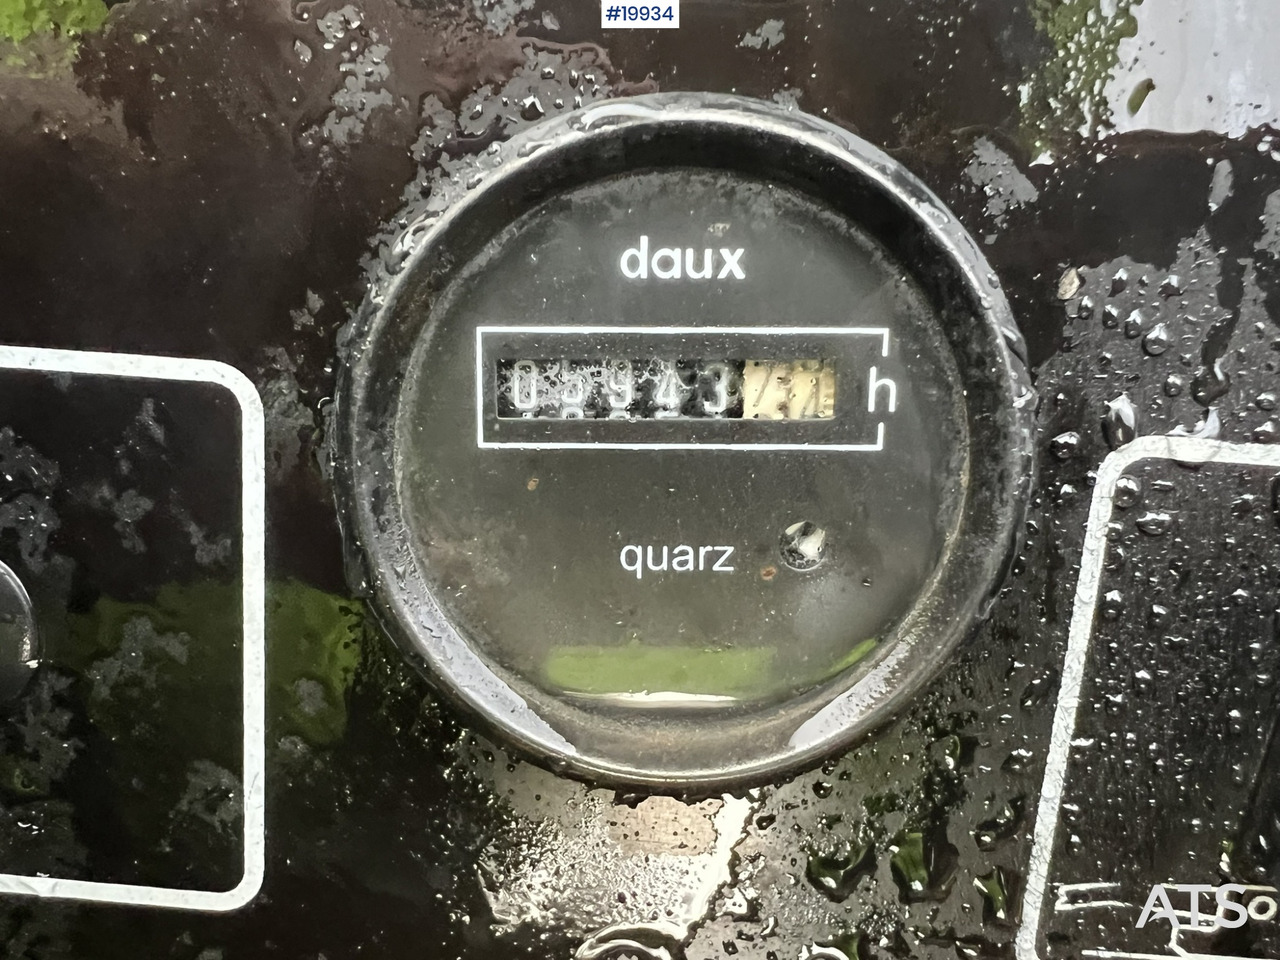 #19934
daux
h
quarz
ATS